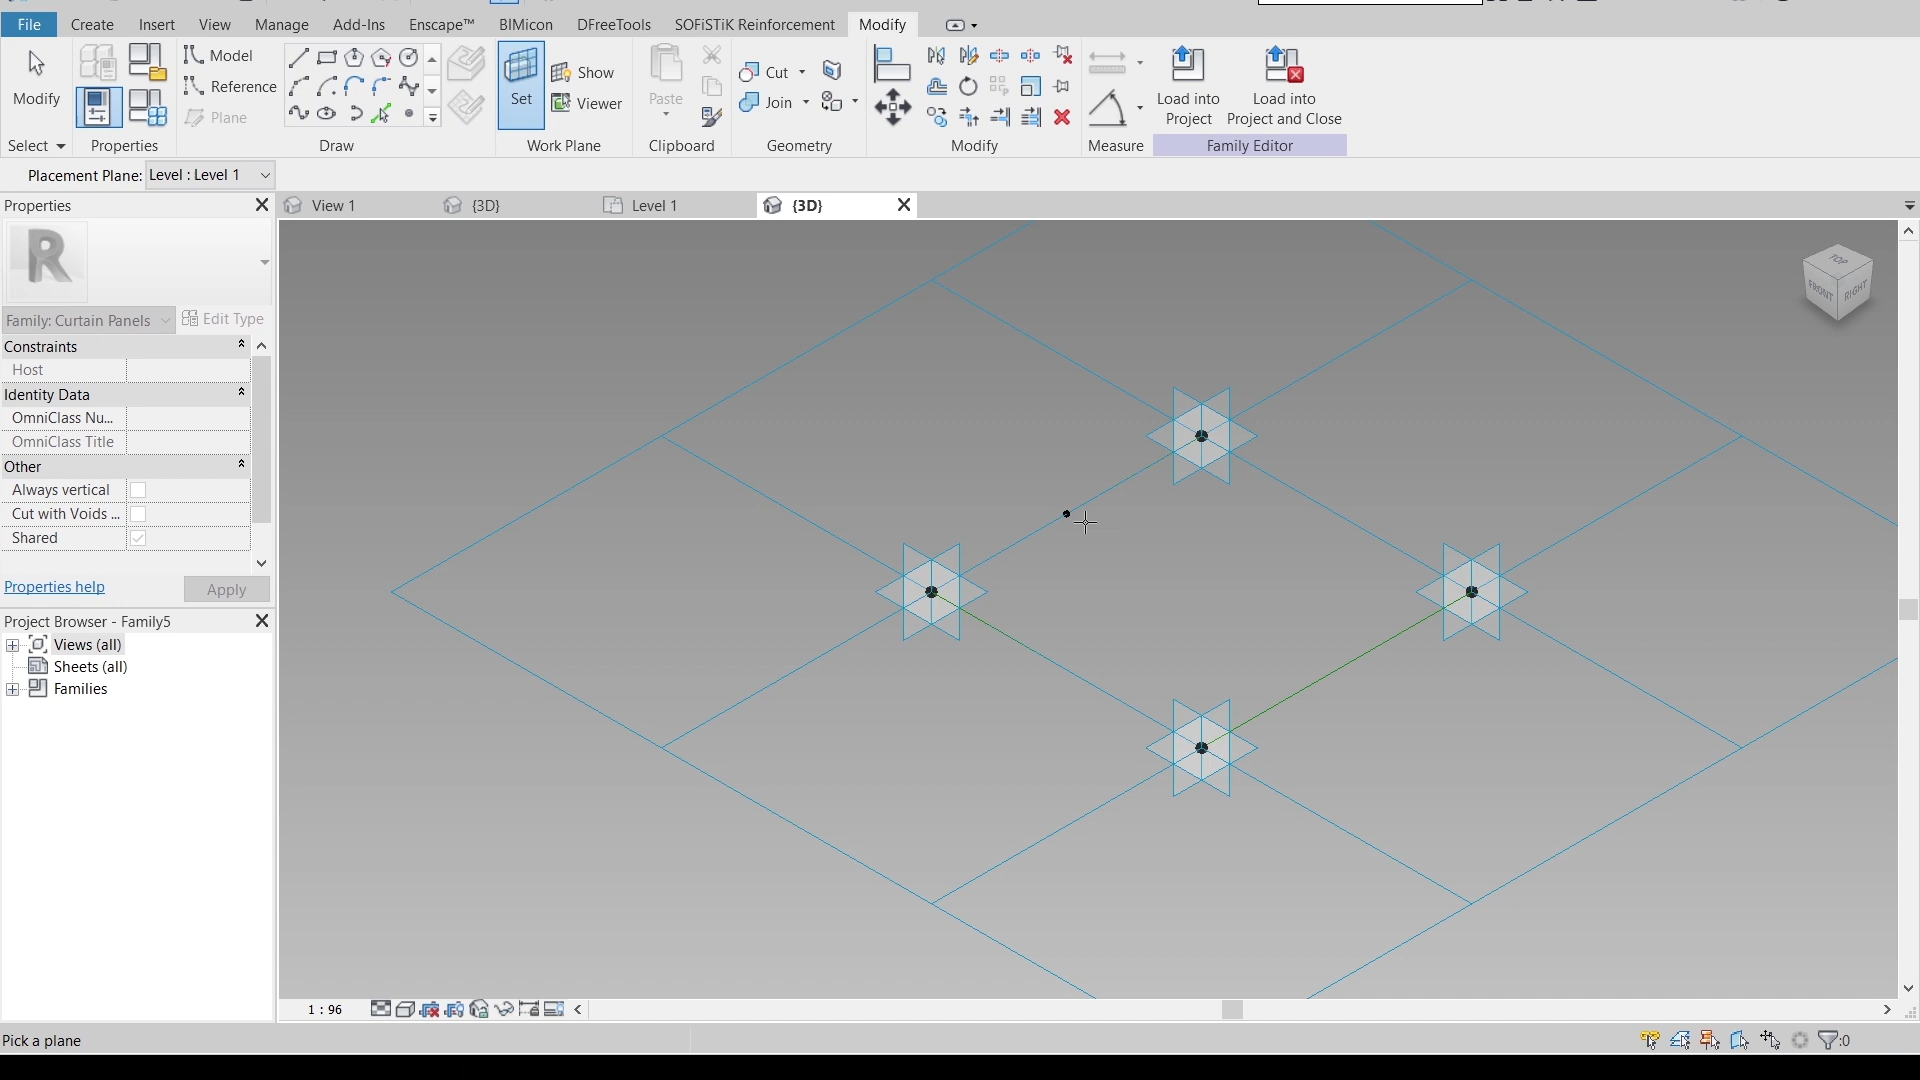 File Create Insert View Manage Add-Ins Enscape™ BIMicon DFreeTools SOFiSTiK Reinforcement Modify
Modify
Model
Reference
Plane
Set
Show
Viewer
Paste
Cut
Join
Load into
Project
Load into
Project and Close
Select Properties Draw Work Plane Clipboard Geometry Modify Measure Family Editor
Placement Plane: Level : Level 1
Properties
View 1 {3D} Level 1 {3D}
R
Family: Curtain Panels Edit Type
Constraints
Host
Identity Data
OmniClass Nu...
OmniClass Title
Other
Always vertical
Cut with Voids ...
Shared
Properties help Apply
Project Browser - Family5
Views (all)
Sheets (all)
Families
TOP
FRONT RIGHT
1 : 96
Pick a plane
:0